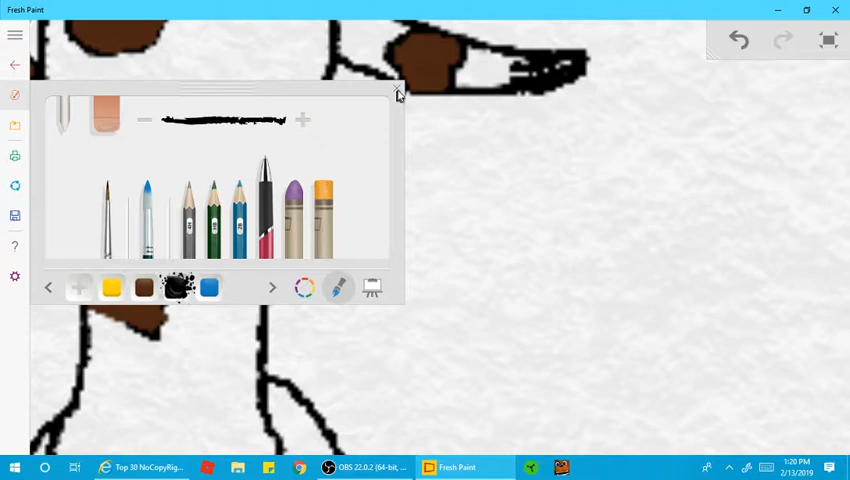 Fresh Paint
Top 30 NoCopyRig...
OBS 22.0.2 (64-bit, ...
Fresh Paint
1:20 PM
2/13/2019